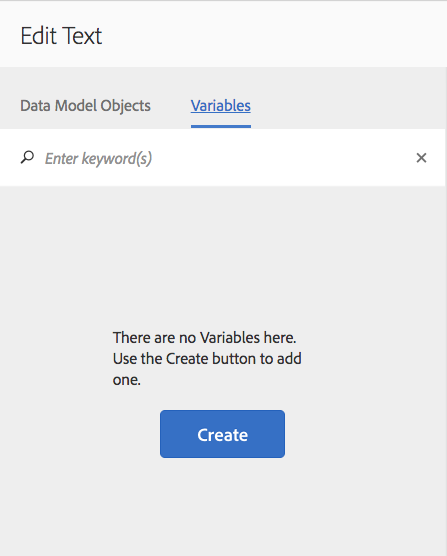 Edit Text
Data Model Objects Variables
Enter keyword(s)
There are no Variables here.
Use the Create button to add
one.
Create